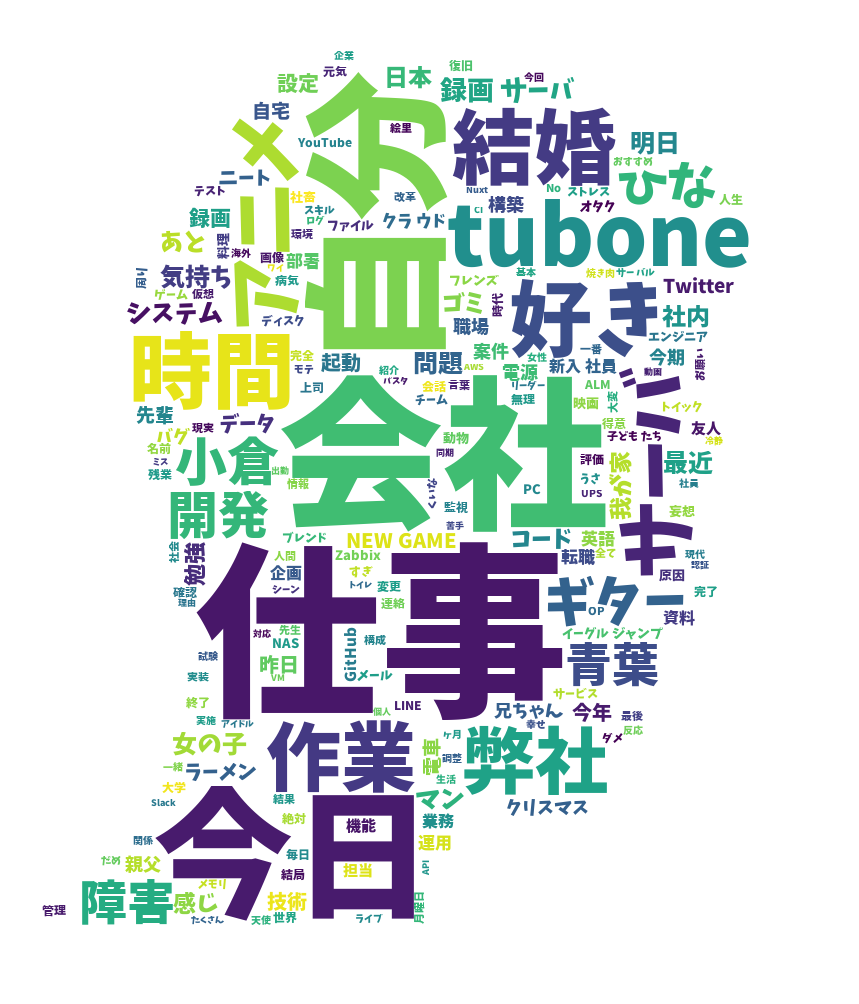 企業
元気
復旧
今回
設定
日本
録画 サーバ
自宅
アニメ
自分
絵里
結婚
明日
YouTube
おすすめ
ひな
ニート
テスト
社畜
スキル
改革
Nuxt
No
ストレス
人生
録画
ログ
ファイル
クラウド
CI
構築
オタク
tubone
あと
料理
海外
環境
画像
部署
ワイ
周り
気持ち
病気
フレンズ
基本
焼き肉
サーバル
Twitter
ゲーム
仮想
ゴミ
時代
好き
システム
ディスク
職場
社内
エンジニア
時間
完全
モテ
起動
問題
案件
女性
一番
新入 社員
今期
お願い
紹介
AWS
電源
動画
上司
パスタ
会話
言葉
リーダー
ALM
ミーナ
先輩
データ
チーム
無理
映画
大変
トイック
バグ
現実
会社
得意
友人
名前
小倉
動物
子ども たち
冷静
ミス
同期
評価
我が家
最近
残業
出勤
情報
ないく
PC
うさ
UPS
社員
開発
監視
妄想
苦手
社会
勉強
ブレンド
NEW GAME
コード
英語
人間
Zabbix
転職
全て
現代
認証
企画
すぎ
原因
確認
シーン
トイレ
変更
ギター
完了
理由
仕事
連絡
OP
資料
対応
先生
NAS
GitHub
構成
イーグル ジャンプ
試験
昨日
青葉
実装
VM
メール
サービス
終了
個人
LINE
兄ちゃん
今年
最後
実施
アイドル
幸せ
反応
女の子
作業
電車
ヶ月
調整
弊社
ダメ
一緒
ラーメン
生活
大学
Slack
今日
結果
マン
クリスマス
絶対
機能
業務
関係
運用
だめ
親父
毎日
結局
担当
API
メモリ
障害
感じ
技術
管理
たくさん
天使
世界
ライブ
月曜日